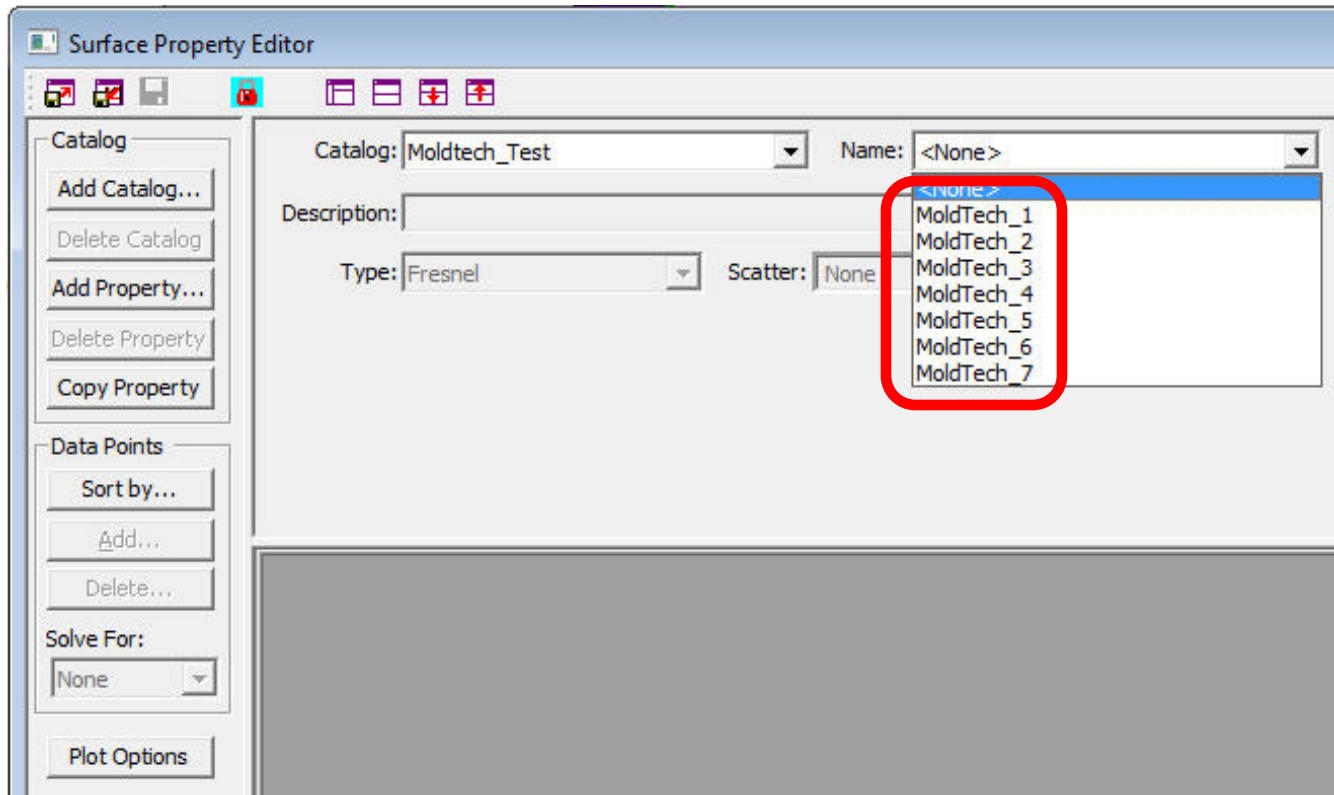 Surface Property Editor
Catalog
Add Catalog...
Delete Catalog
Add Property...
Delete Property
Copy Property
Data Points
Sort by...
Add...
Delete...
Solve For:
None
Plot Options
Catalog: Moldtech_Test Name: <None>
Description:
Type: Fresnel Scatter: None
<None>
MoldTech_1
MoldTech_2
MoldTech_3
MoldTech_4
MoldTech_5
MoldTech_6
MoldTech_7